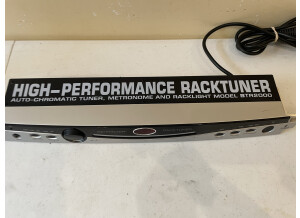 HIGH-PERFORMANCE RACKTUNER
AUTO-CHROMATIC TUNER, METRONOME AND RACKLIGHT MODEL BTR2000